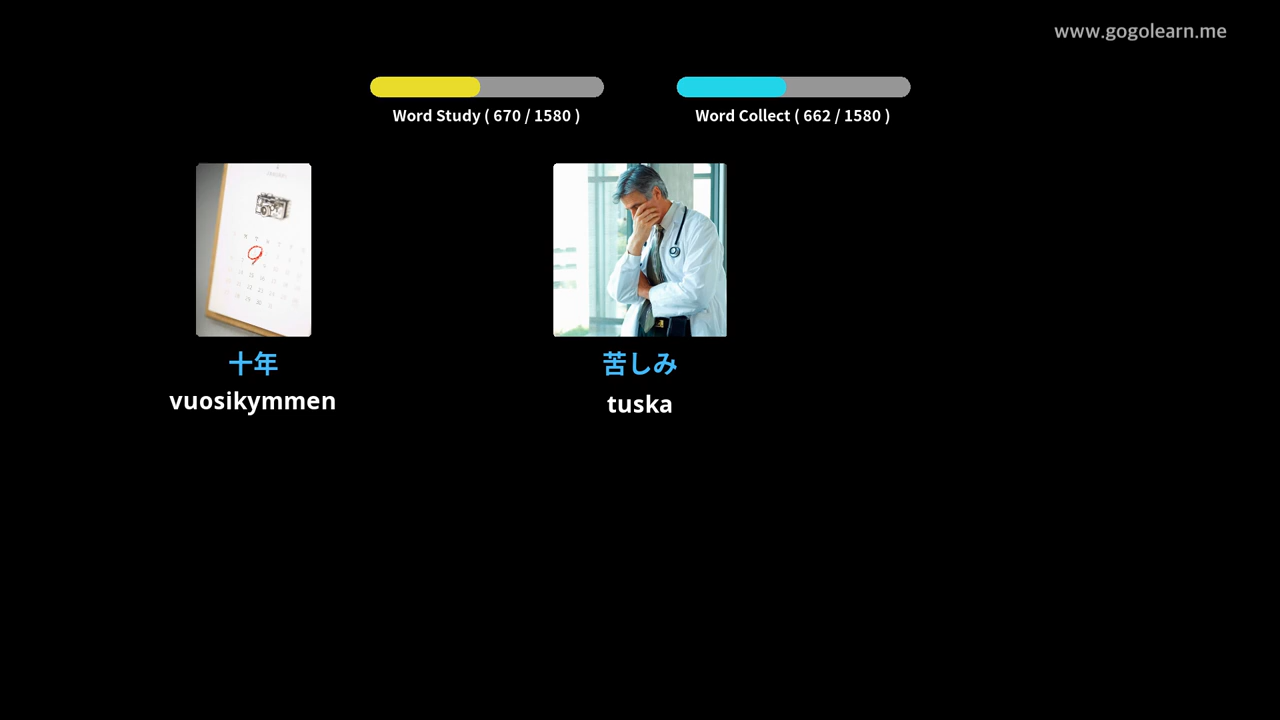 www.gogolearn.me
Word Study ( 670 / 1580 )
Word Collect ( 662 / 1580 )
十年
vuosikymmen
苦しみ
tuska